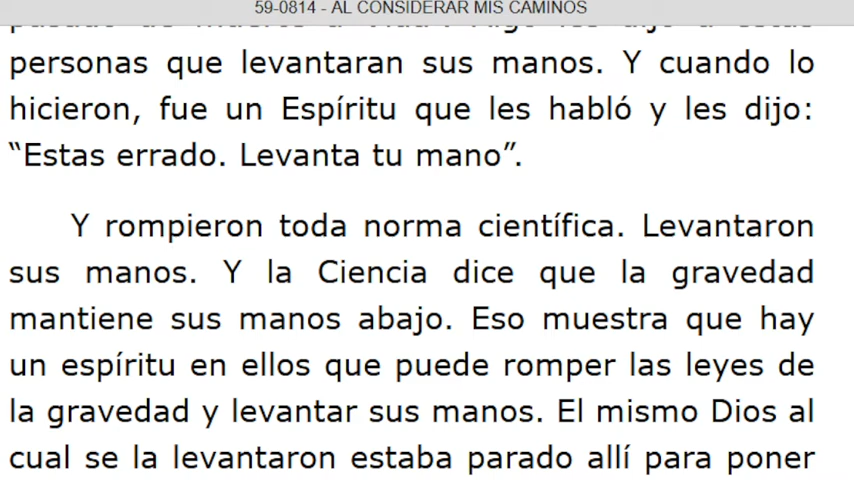 59-0814 - AL CONSIDERAR MIS CAMINOS
personas que levantaran sus manos. Y cuando lo
hicieron, fue un Espíritu que les habló y les dijo:
“Estas errado. Levanta tu mano”.
Y rompieron toda norma científica. Levantaron
sus manos. Y la Ciencia dice que la gravedad
mantiene sus manos abajo. Eso muestra que hay
un espíritu en ellos que puede romper las leyes de
la gravedad y levantar sus manos. El mismo Dios al
cual se la levantaron estaba parado allí para poner